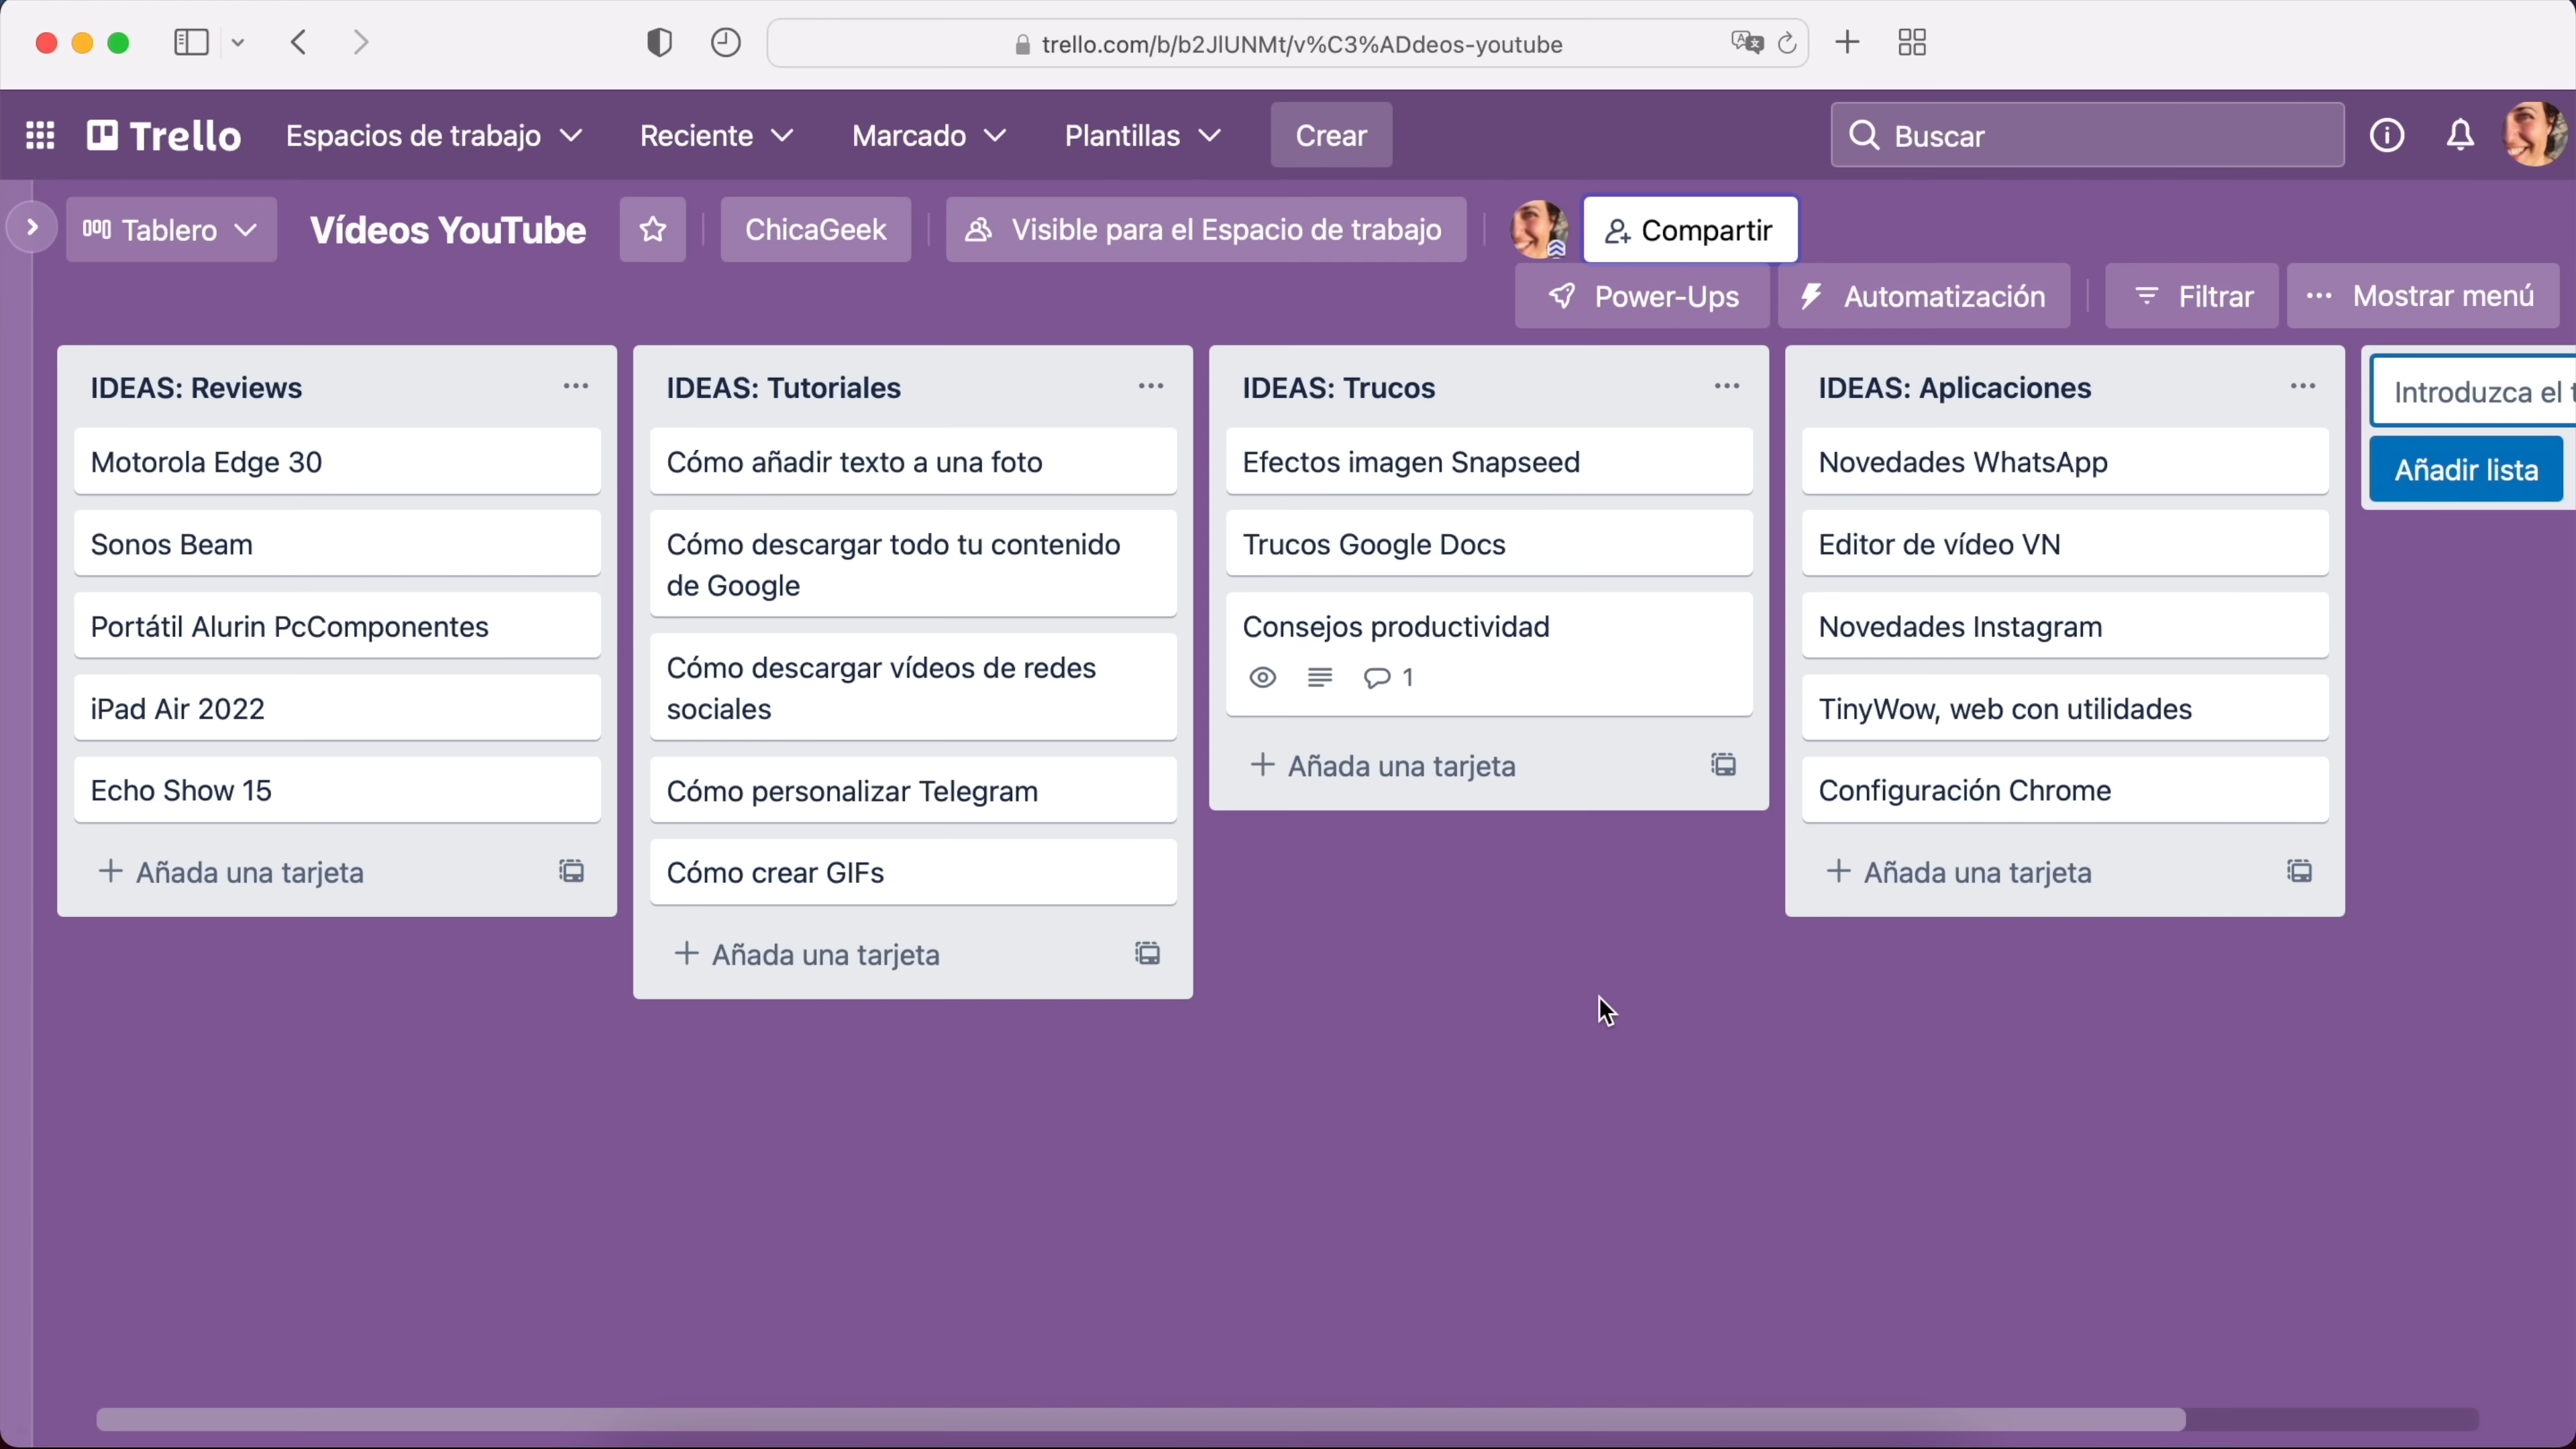 trello.com/b/b2JlUNMt/v%C3%ADdeos-youtube
Trello
Espacios de trabajo
Reciente
Marcado
Plantillas
Crear
Buscar
Tablero
Vídeos YouTube
ChicaGeek
Visible para el Espacio de trabajo
Compartir
Power-Ups
Automatización
Filtrar
Mostrar menú
IDEAS: Reviews
Motorola Edge 30
Sonos Beam
Portátil Alurin PcComponentes
iPad Air 2022
Echo Show 15
Añada una tarjeta
IDEAS: Tutoriales
Cómo añadir texto a una foto
Cómo descargar todo tu contenido
de Google
Cómo descargar vídeos de redes
sociales
Cómo personalizar Telegram
Cómo crear GIFs
Añada una tarjeta
IDEAS: Trucos
Efectos imagen Snapseed
Trucos Google Docs
Consejos productividad
1
Añada una tarjeta
IDEAS: Aplicaciones
Novedades WhatsApp
Editor de vídeo VN
Novedades Instagram
TinyWow, web con utilidades
Configuración Chrome
Añada una tarjeta
Introduzca el t
Añadir lista